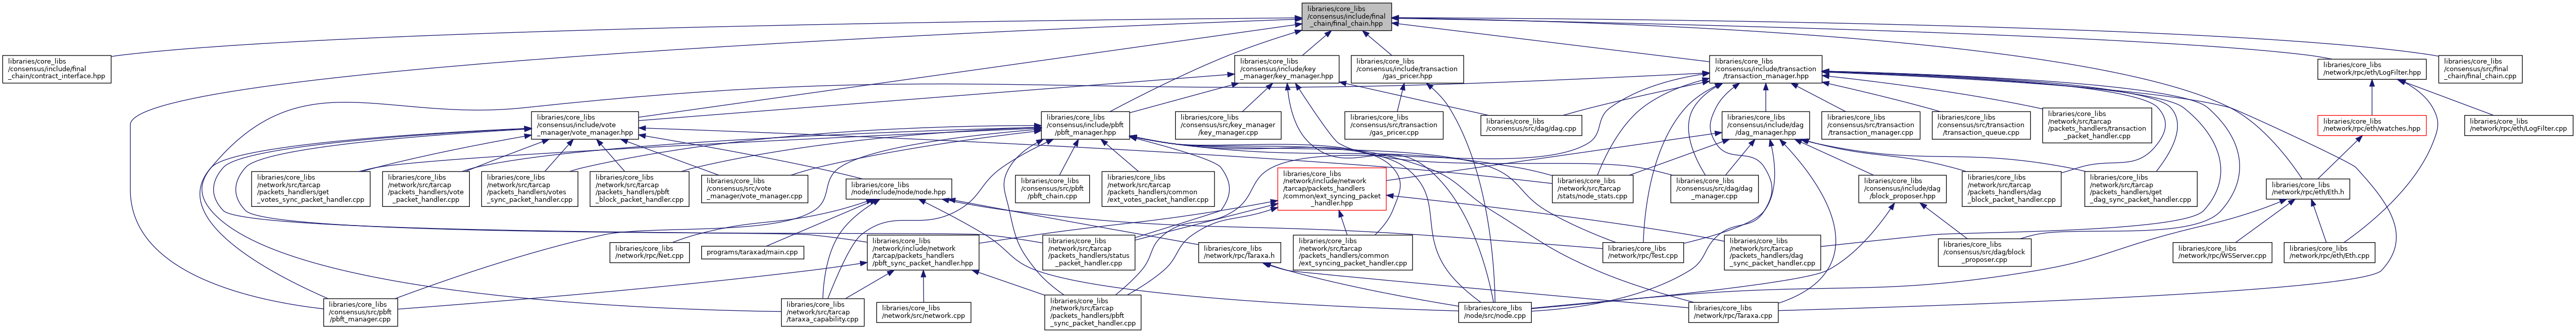 libraries/core_libs
/consensus/include/final
_chain/final_chain.hpp
libraries/core_libs
/consensus/include/final
_chain/contract_interface.hpp
libraries/core_libs
/consensus/include/key
_manager/key_manager.hpp
libraries/core_libs
/consensus/include/transaction
/gas_pricer.hpp
libraries/core_libs
/consensus/include/transaction
/transaction_manager.hpp
libraries/core_libs
/network/rpc/eth/LogFilter.hpp
libraries/core_libs
/consensus/src/final
_chain/final_chain.cpp
libraries/core_libs
/consensus/include/vote
_manager/vote_manager.hpp
libraries/core_libs
/consensus/include/pbft
/pbft_manager.hpp
libraries/core_libs
/consensus/src/key_manager
/key_manager.cpp
libraries/core_libs
/consensus/src/transaction
/gas_pricer.cpp
libraries/core_libs
/consensus/src/dag/dag.cpp
libraries/core_libs
/consensus/include/dag
/dag_manager.hpp
libraries/core_libs
/consensus/src/transaction
/transaction_manager.cpp
libraries/core_libs
/consensus/src/transaction
/transaction_queue.cpp
libraries/core_libs
/network/src/tarcap
/packets_handlers/transaction
_packet_handler.cpp
libraries/core_libs
/network/rpc/eth/watches.hpp
libraries/core_libs
/network/rpc/eth/LogFilter.cpp
libraries/core_libs
/network/src/tarcap
/packets_handlers/get
_votes_sync_packet_handler.cpp
libraries/core_libs
/network/src/tarcap
/packets_handlers/vote
_packet_handler.cpp
libraries/core_libs
/network/src/tarcap
/packets_handlers/votes
_sync_packet_handler.cpp
libraries/core_libs
/network/src/tarcap
/packets_handlers/pbft
_block_packet_handler.cpp
libraries/core_libs
/consensus/src/vote
_manager/vote_manager.cpp
libraries/core_libs
/node/include/node/node.hpp
libraries/core_libs
/consensus/src/pbft
/pbft_chain.cpp
libraries/core_libs
/network/src/tarcap
/packets_handlers/common
/ext_votes_packet_handler.cpp
libraries/core_libs
/network/include/network
/tarcap/packets_handlers
/common/ext_syncing_packet
_handler.hpp
libraries/core_libs
/network/src/tarcap
/stats/node_stats.cpp
libraries/core_libs
/consensus/src/dag/dag
_manager.cpp
libraries/core_libs
/consensus/include/dag
/block_proposer.hpp
libraries/core_libs
/network/src/tarcap
/packets_handlers/dag
_block_packet_handler.cpp
libraries/core_libs
/network/src/tarcap
/packets_handlers/get
_dag_sync_packet_handler.cpp
libraries/core_libs
/network/rpc/eth/Eth.h
libraries/core_libs
/network/rpc/Net.cpp
programs/taraxad/main.cpp
libraries/core_libs
/network/include/network
/tarcap/packets_handlers
/pbft_sync_packet_handler.hpp
libraries/core_libs
/network/src/tarcap
/packets_handlers/status
_packet_handler.cpp
libraries/core_libs
/network/rpc/Taraxa.h
libraries/core_libs
/network/src/tarcap
/packets_handlers/common
/ext_syncing_packet_handler.cpp
libraries/core_libs
/network/rpc/Test.cpp
libraries/core_libs
/network/src/tarcap
/packets_handlers/dag
_sync_packet_handler.cpp
libraries/core_libs
/consensus/src/dag/block
_proposer.cpp
libraries/core_libs
/network/rpc/WSServer.cpp
libraries/core_libs
/network/rpc/eth/Eth.cpp
libraries/core_libs
/consensus/src/pbft
/pbft_manager.cpp
libraries/core_libs
/network/src/tarcap
/taraxa_capability.cpp
libraries/core_libs
/network/src/network.cpp
libraries/core_libs
/network/src/tarcap
/packets_handlers/pbft
_sync_packet_handler.cpp
libraries/core_libs
/node/src/node.cpp
libraries/core_libs
/network/rpc/Taraxa.cpp